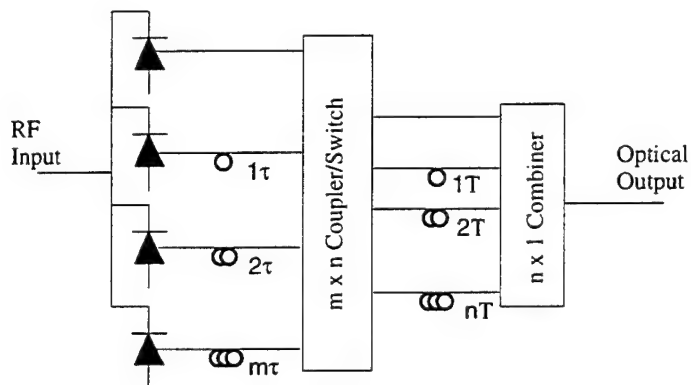 RF
Input
1τ
2τ
mτ
m x n Coupler/Switch
1T
2T
nT
n x 1 Combiner
Optical
Output